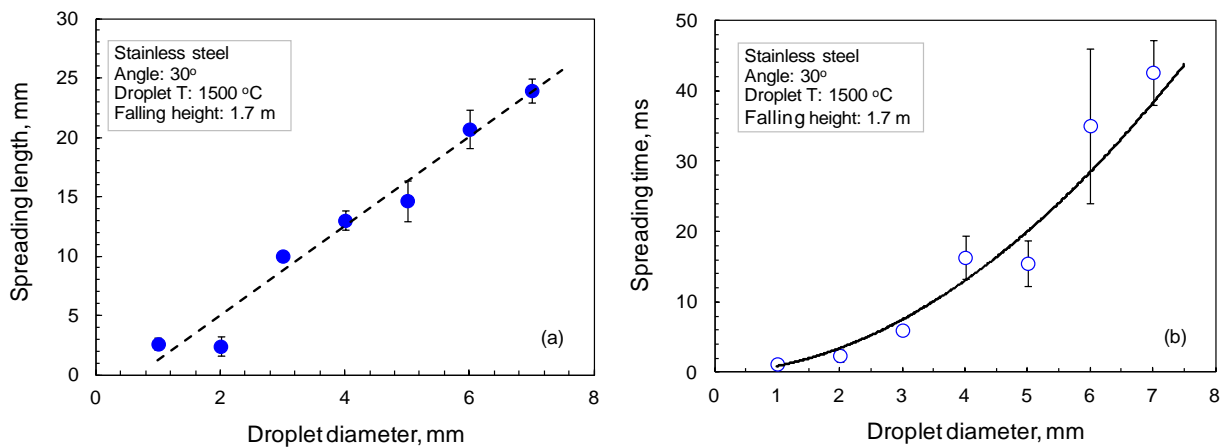 30
25
20
15
10
5
0
0 2 4 6 8
Spreading length, mm
Droplet diameter, mm
Stainless steel
Angle: 30º
Droplet T: 1500 ºC
Falling height: 1.7 m
(a)
50
40
30
20
10
0
0 1 2 3 4 5 6 7 8
Spreading time, ms
Droplet diameter, mm
Stainless steel
Angle: 30º
Droplet T: 1500 ºC
Falling height: 1.7 m
(b)